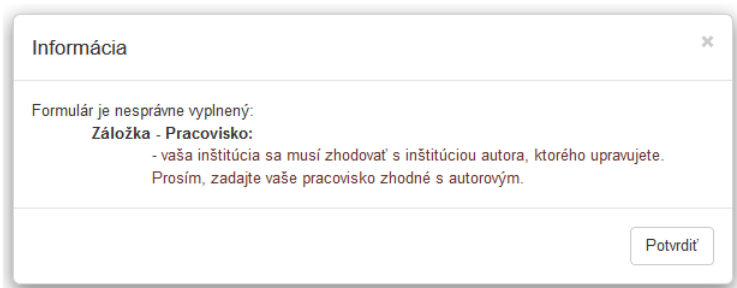 Informácia
×
Formulár je nesprávne vyplnený:
Záložka - Pracovisko:
- vaša inštitúcia sa musí zhodovať s inštitúciou autora, ktorého upravujete.
Prosím, zadajte vaše pracovisko zhodné s autorovým.
Potvrdiť